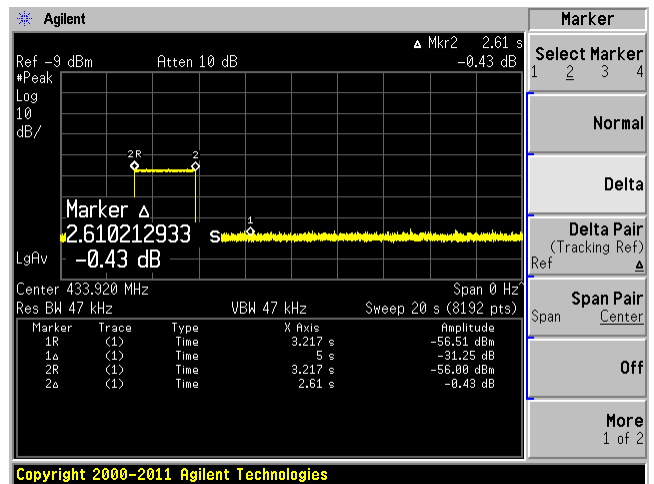 Agilent
Marker
Δ Mkr2 2.61 s
Ref -9 dBm Atten 10 dB -0.43 dB
#Peak
Log
10
dB/
2R 2
1
Marker Δ
2.610212933 s
-0.43 dB
LgAv
Center 433.920 MHz Span 0 Hz^
Res BW 47 kHz VBW 47 kHz Sweep 20 s (8192 pts)
Marker Trace Type X Axis Amplitude
1R (1) Time 3.217 s -56.51 dBm
1Δ (1) Time 5 s -31.25 dB
2R (1) Time 3.217 s -56.00 dBm
2Δ (1) Time 2.61 s -0.43 dB
Select Marker
1 2 3 4
Normal
Delta
Delta Pair
(Tracking Ref)
Ref Δ
Span Pair
Span Center
Off
More
1 of 2
Copyright 2000-2011 Agilent Technologies